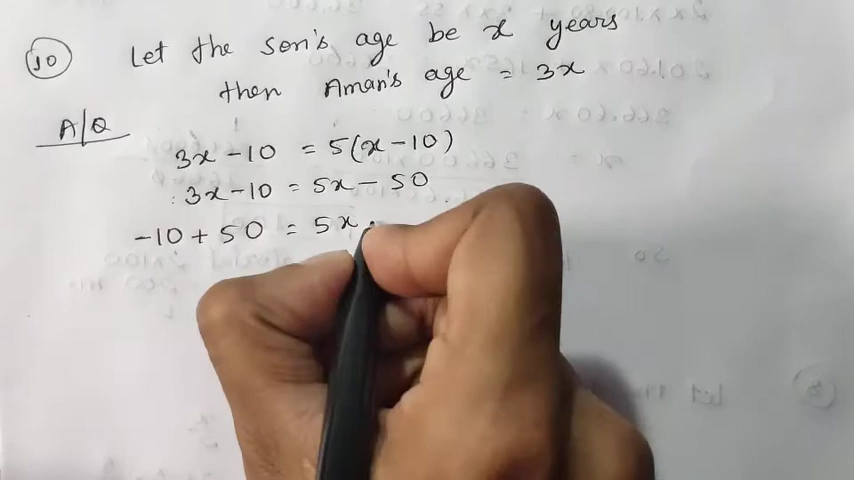 10 Let the son's age be x years
then Aman's age = 3x
A/Q
3x - 10 = 5(x - 10)
3x - 10 = 5x - 50
-10 + 50 = 5x